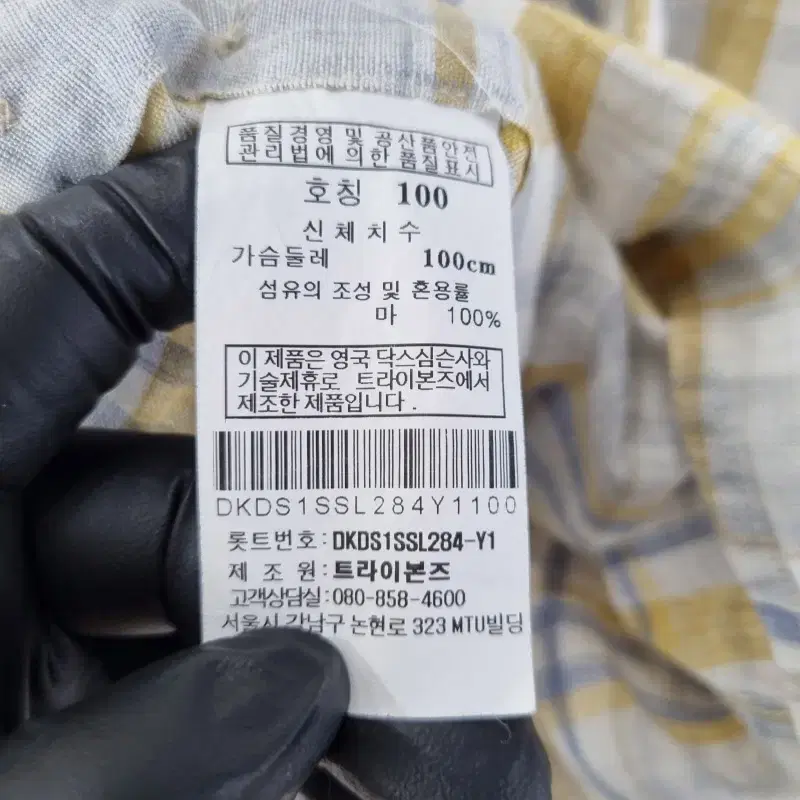 품질경영 및 공산품안전
관리법에 의한 품질표시
호칭 100
신체치수
가슴둘레 100cm
섬유의 조성 및 혼용률
마 100%
이 제품은 영국 닥스심슨사와
기술제휴로 트라이본즈에서
제조한 제품입니다.
DKDS1SSL284Y1100
롯트번호:DKDS1SSL284-Y1
제 조 원:트라이본즈
고객상담실:080-858-4600
서울시 강남구 논현로 323 MTU빌딩